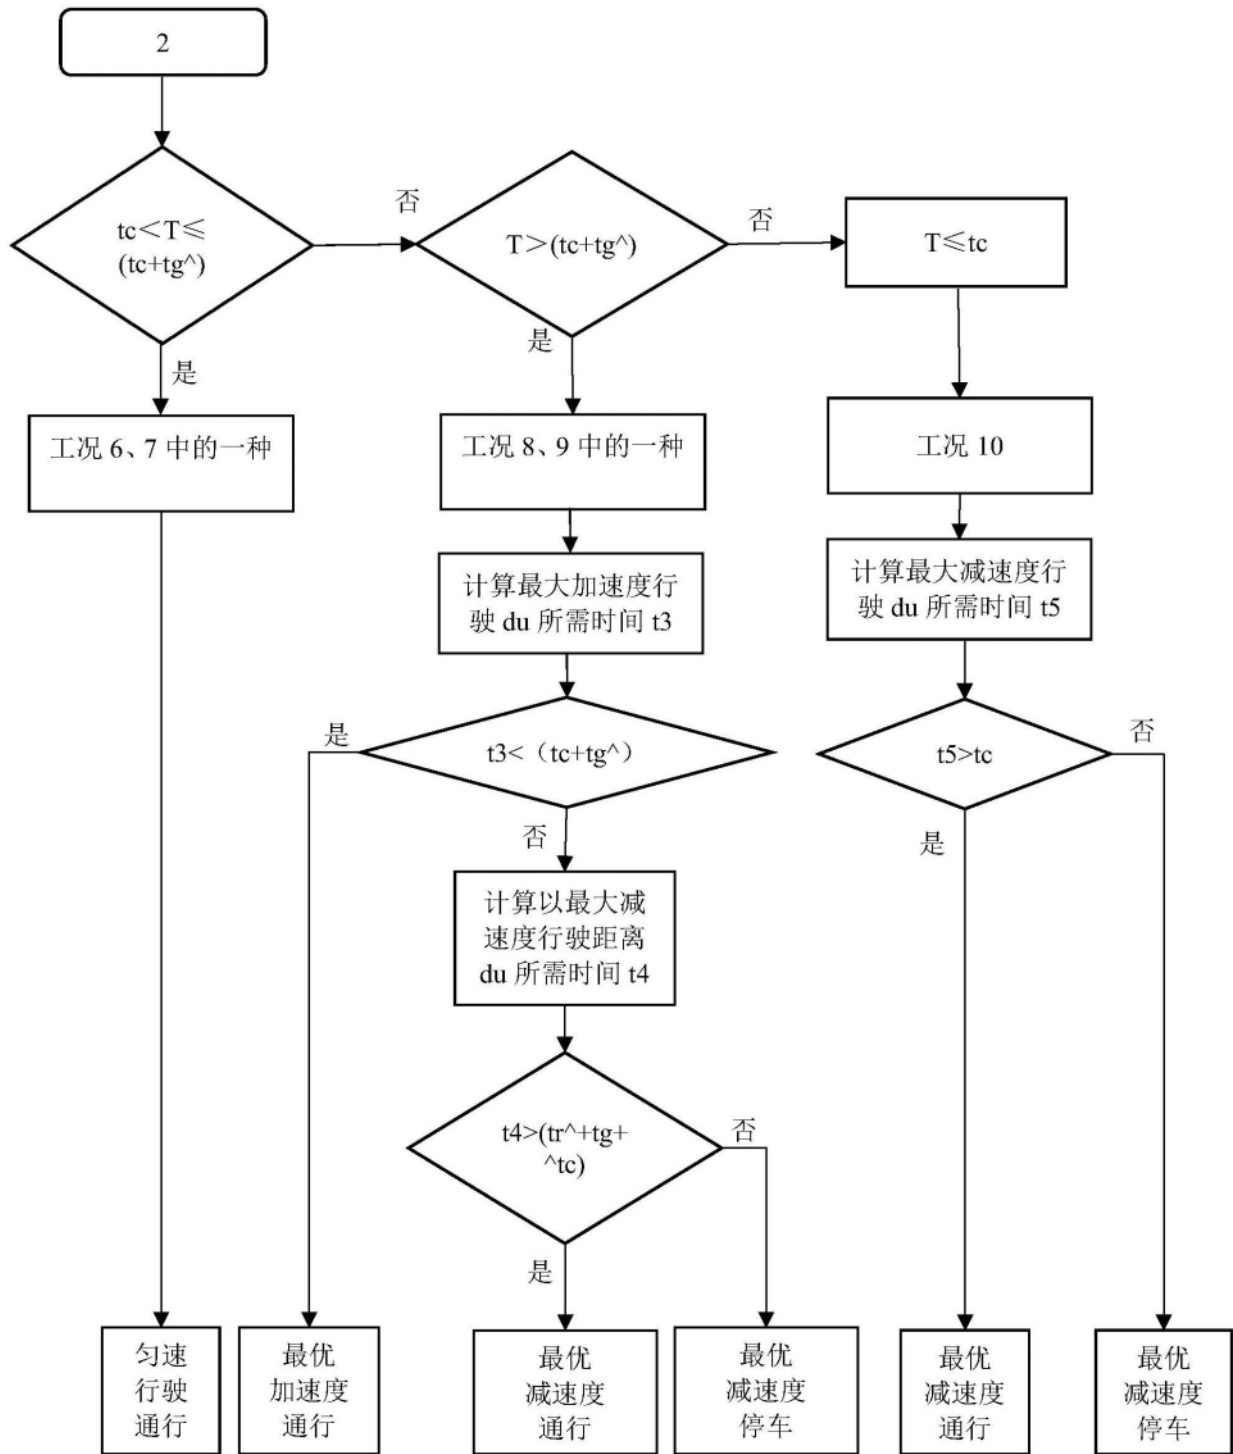 2
tc＜T≤
(tc+tg^)
否
T＞(tc+tg^)
否
T≤tc
是
是
工况 6、7 中的一种
工况 8、9 中的一种
工况 10
计算最大加速度行
驶 du 所需时间 t3
计算最大减速度行
驶 du 所需时间 t5
是
t3<（tc+tg^）
t5>tc
否
否
是
计算以最大减
速度行驶距离
du 所需时间 t4
t4>(tr^+tg+
^tc)
否
是
匀速
行驶
通行
最优
加速度
通行
最优
减速度
通行
最优
减速度
停车
最优
减速度
通行
最优
减速度
停车